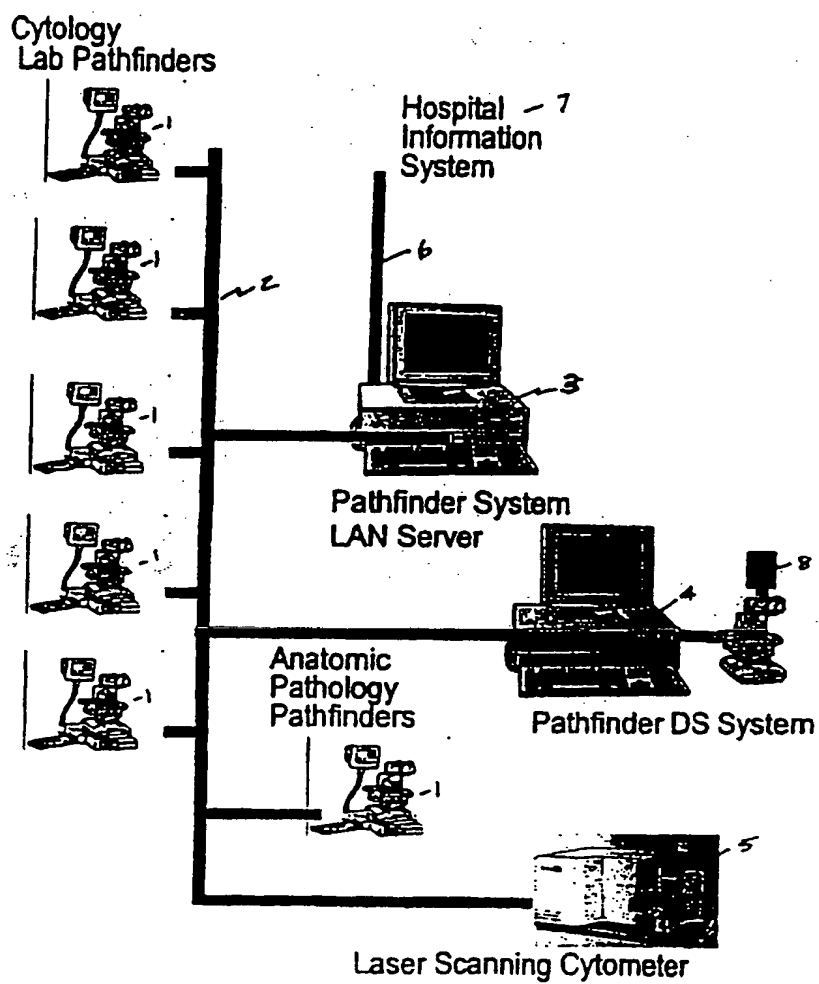 Cytology
Lab Pathfinders
1
Hospital 7
Information
System
1
6
2
3
1
Pathfinder System
LAN Server
1
8
4
1
Anatomic
Pathology
Pathfinders
Pathfinder DS System
1
5
Laser Scanning Cytometer